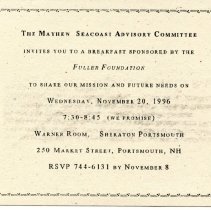 THE MAYHEW SEACOAST ADVISORY COMMITTEE
INVITES YOU TO A BREAKFAST SPONSORED BY THE
FULLER FOUNDATION
TO SHARE OUR MISSION AND FUTURE NEEDS ON
WEDNESDAY, NOVEMBER 20, 1996
7:30-8:45 (WE PROMISE)
WARNER ROOM, SHERATON PORTSMOUTH
250 MARKET STREET, PORTSMOUTH, NH
RSVP 744-6131 BY NOVEMBER 8